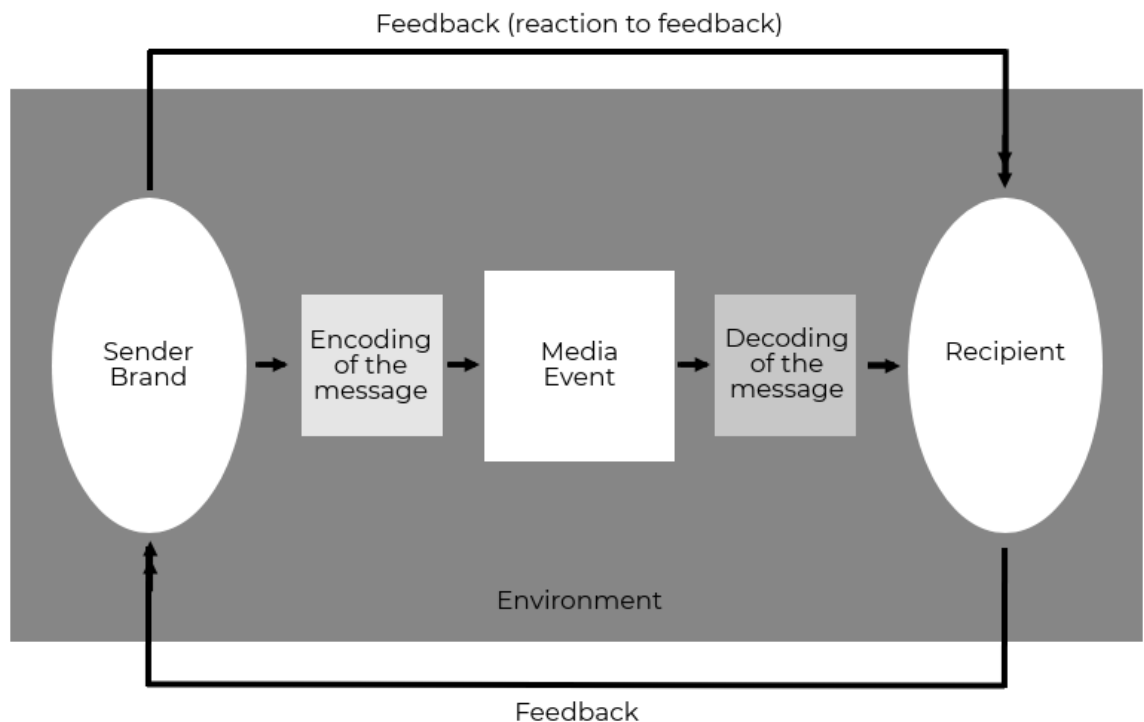 Feedback (reaction to feedback)
Sender
Brand
Encoding
of the
message
Media
Event
Decoding
of the
message
Recipient
Environment
Feedback